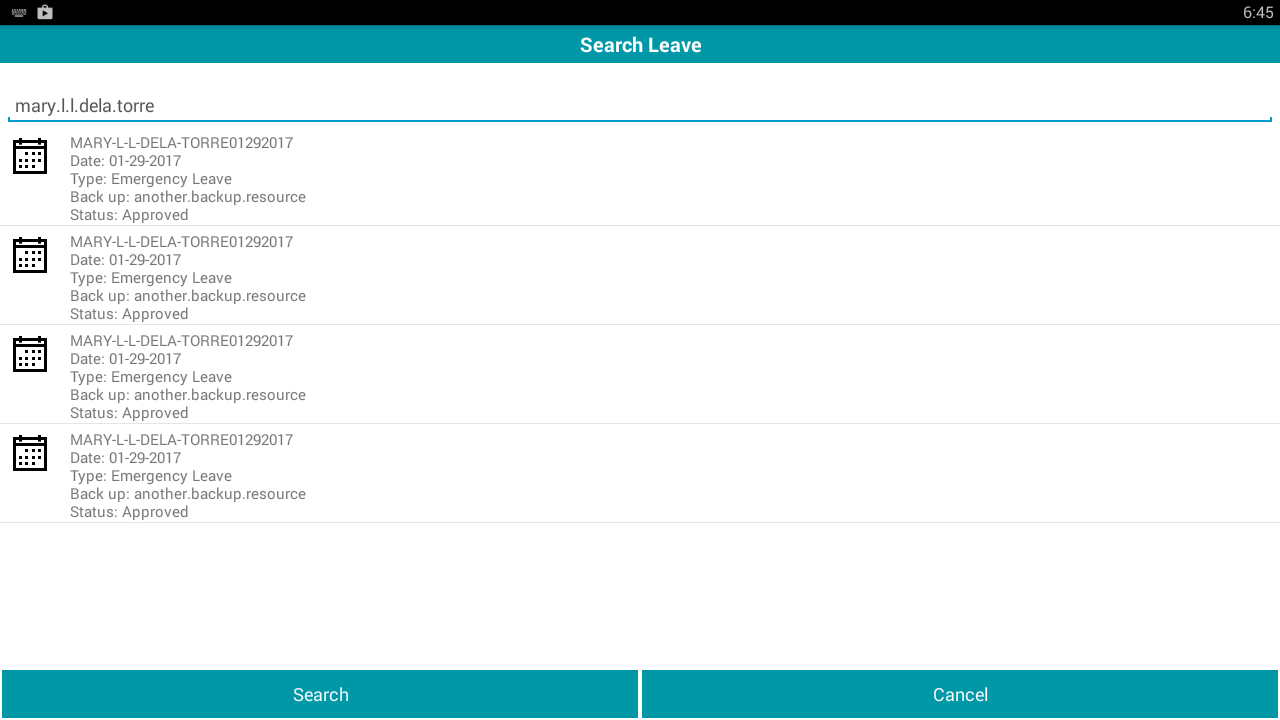 6:45
Search Leave
mary.l.l.dela.torre
MARY-L-L-DELA-TORRE01292017
Date: 01-29-2017
Type: Emergency Leave
Back up: another.backup.resource
Status: Approved
MARY-L-L-DELA-TORRE01292017
Date: 01-29-2017
Type: Emergency Leave
Back up: another.backup.resource
Status: Approved
MARY-L-L-DELA-TORRE01292017
Date: 01-29-2017
Type: Emergency Leave
Back up: another.backup.resource
Status: Approved
MARY-L-L-DELA-TORRE01292017
Date: 01-29-2017
Type: Emergency Leave
Back up: another.backup.resource
Status: Approved
Search
Cancel